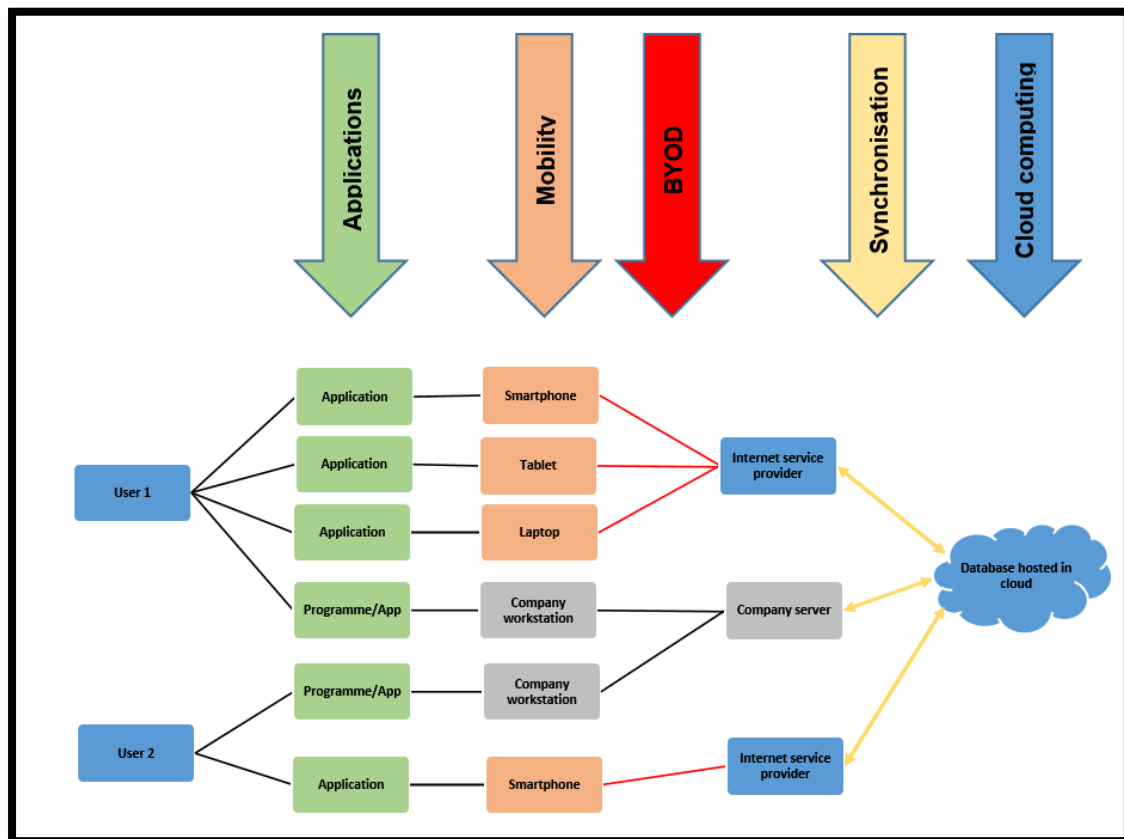 Applications
Mobility
BYOD
Synchronisation
Cloud computing
Application
Smartphone
Application
Tablet
Internet service
provider
User 1
Application
Laptop
Database hosted in
cloud
Programme/App
Company
workstation
Company server
Programme/App
Company
workstation
User 2
Application
Smartphone
Internet service
provider